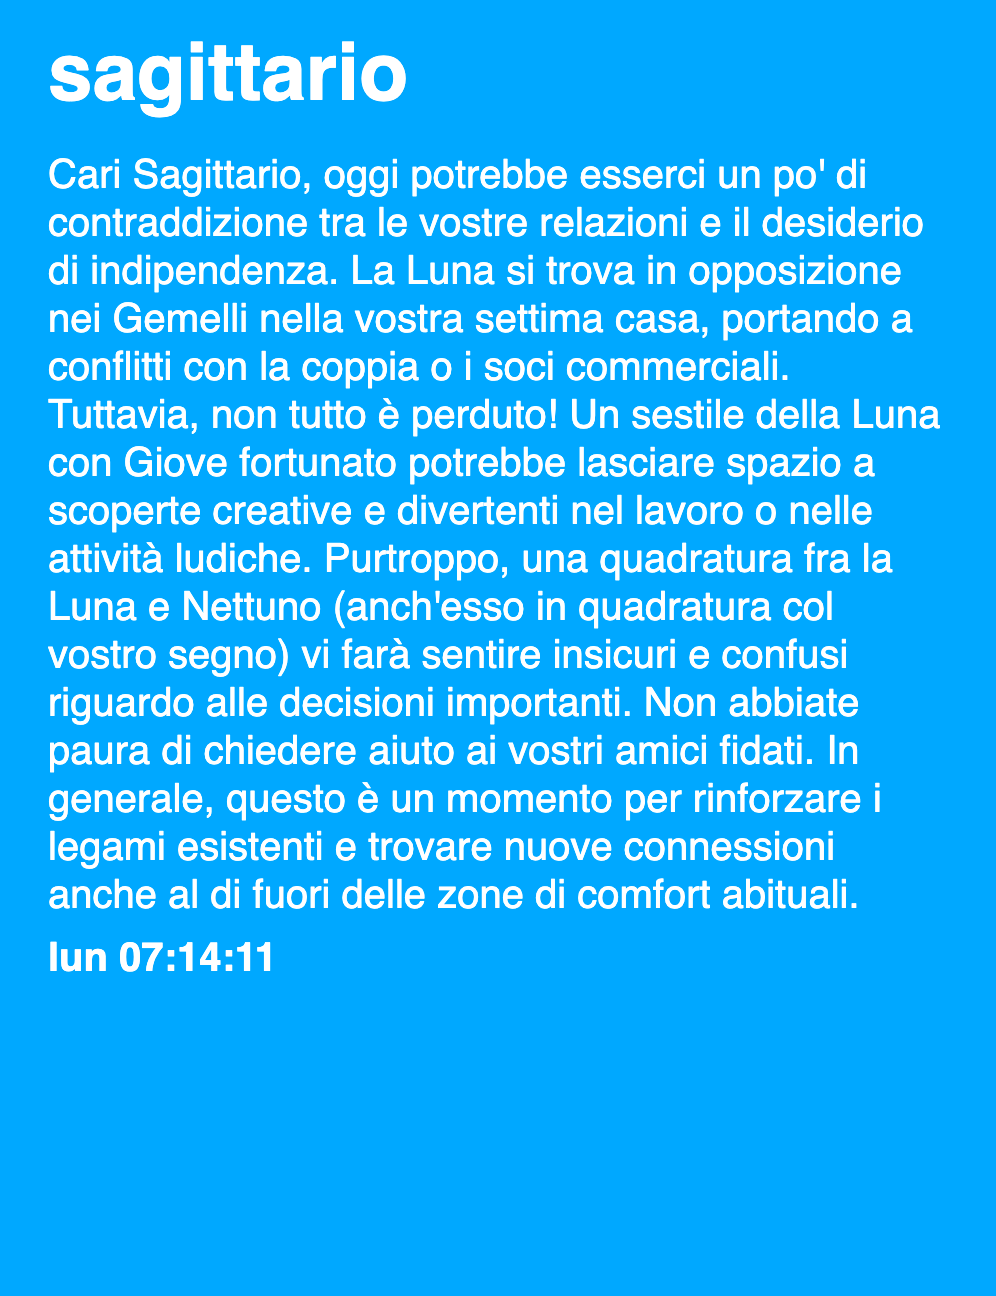 sagittario
Cari Sagittario, oggi potrebbe esserci un po' di
contraddizione tra le vostre relazioni e il desiderio
di indipendenza. La Luna si trova in opposizione
nei Gemelli nella vostra settima casa, portando a
conflitti con la coppia o i soci commerciali.
Tuttavia, non tutto è perduto! Un sestile della Luna
con Giove fortunato potrebbe lasciare spazio a
scoperte creative e divertenti nel lavoro o nelle
attività ludiche. Purtroppo, una quadratura fra la
Luna e Nettuno (anch'esso in quadratura col
vostro segno) vi farà sentire insicuri e confusi
riguardo alle decisioni importanti. Non abbiate
paura di chiedere aiuto ai vostri amici fidati. In
generale, questo è un momento per rinforzare i
legami esistenti e trovare nuove connessioni
anche al di fuori delle zone di comfort abituali.
lun 07:14:11